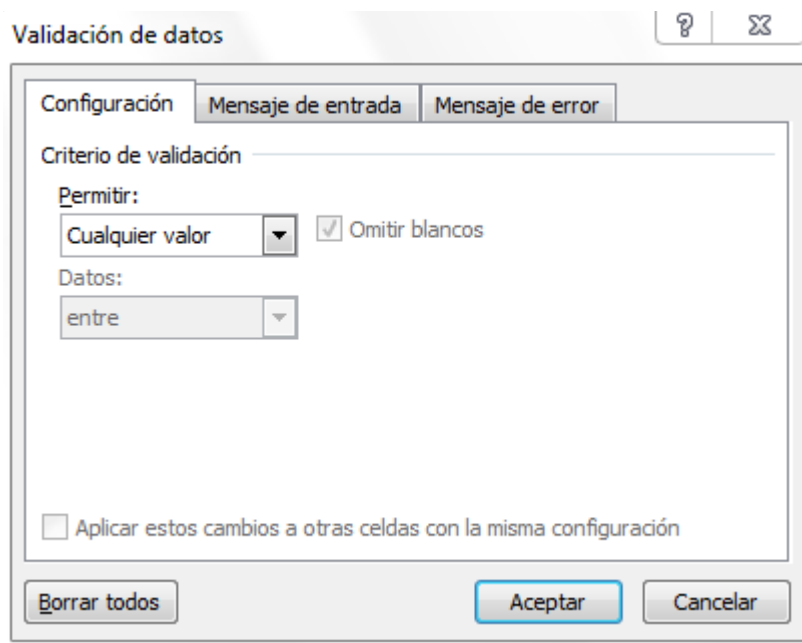 Validación de datos
Configuración Mensaje de entrada Mensaje de error
Criterio de validación
Permitir:
Cualquier valor Omitir blancos
Datos:
entre
Aplicar estos cambios a otras celdas con la misma configuración
Borrar todos Aceptar Cancelar